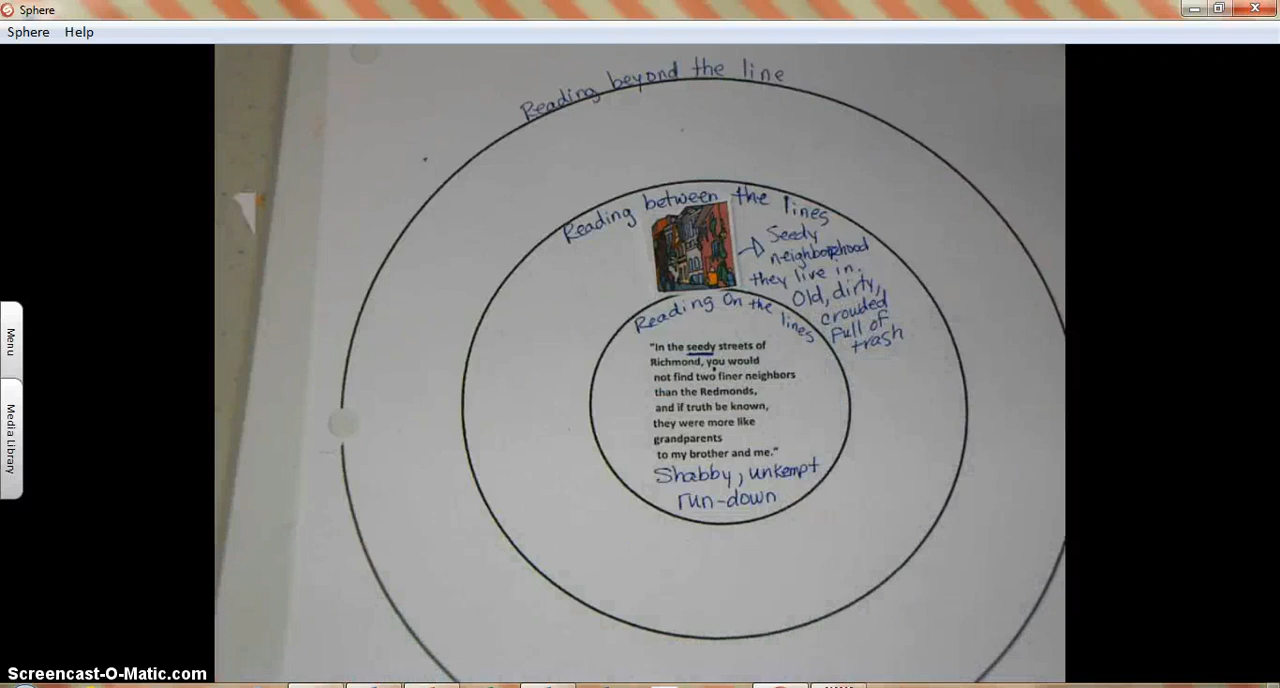 Sphere
Sphere Help
Reading beyond the line
Reading between the lines
Seedy
neighborhood
they live in.
Old, dirty,
crowded
full of
trash
Reading On the lines
"In the seedy streets of
Richmond, you would
not find two finer neighbors
than the Redmonds,
and if truth be known,
they were more like
grandparents
to my brother and me."
Shabby, unkempt
run-down
Menu
Media Library
Screencast-O-Matic.com